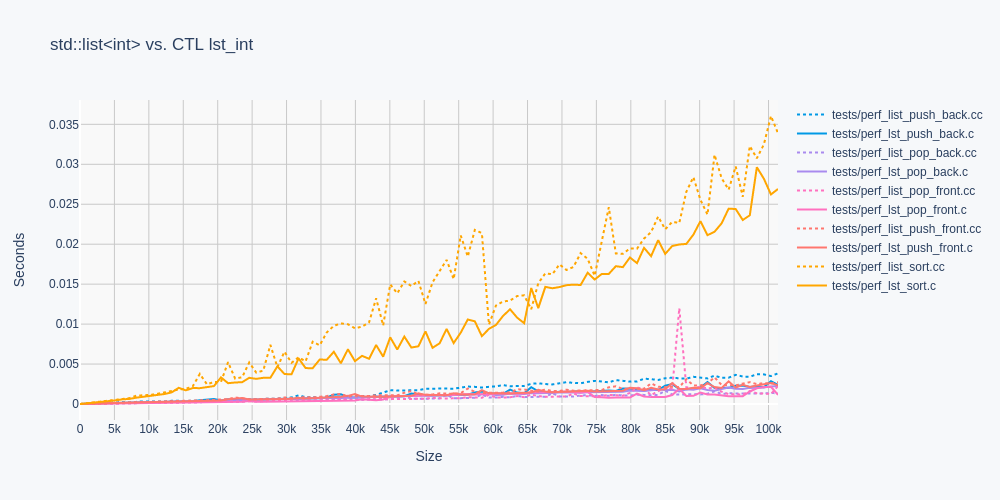 std::list<int> vs. CTL lst_int
0.035
0.03
0.025
0.02
0.015
0.01
0.005
0
Seconds
0 5k 10k 15k 20k 25k 30k 35k 40k 45k 50k 55k 60k 65k 70k 75k 80k 85k 90k 95k 100k
Size
tests/perf_list_push_back.cc
tests/perf_lst_push_back.c
tests/perf_list_pop_back.cc
tests/perf_lst_pop_back.c
tests/perf_list_pop_front.cc
tests/perf_lst_pop_front.c
tests/perf_list_push_front.cc
tests/perf_lst_push_front.c
tests/perf_list_sort.cc
tests/perf_lst_sort.c